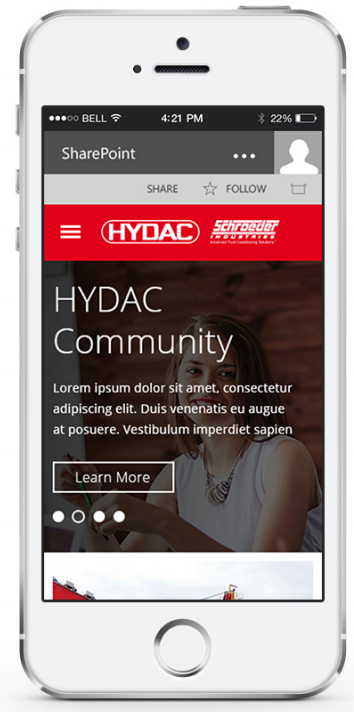 BELL 4:21 PM 22%
SharePoint
SHARE FOLLOW
HYDAC Schroeder
INDUSTRIES
Advanced Fluid Conditioning Solutions®
HYDAC
Community
Lorem ipsum dolor sit amet, consectetur
adipiscing elit. Duis venenatis eu augue
at posuere. Vestibulum imperdiet sapien
Learn More